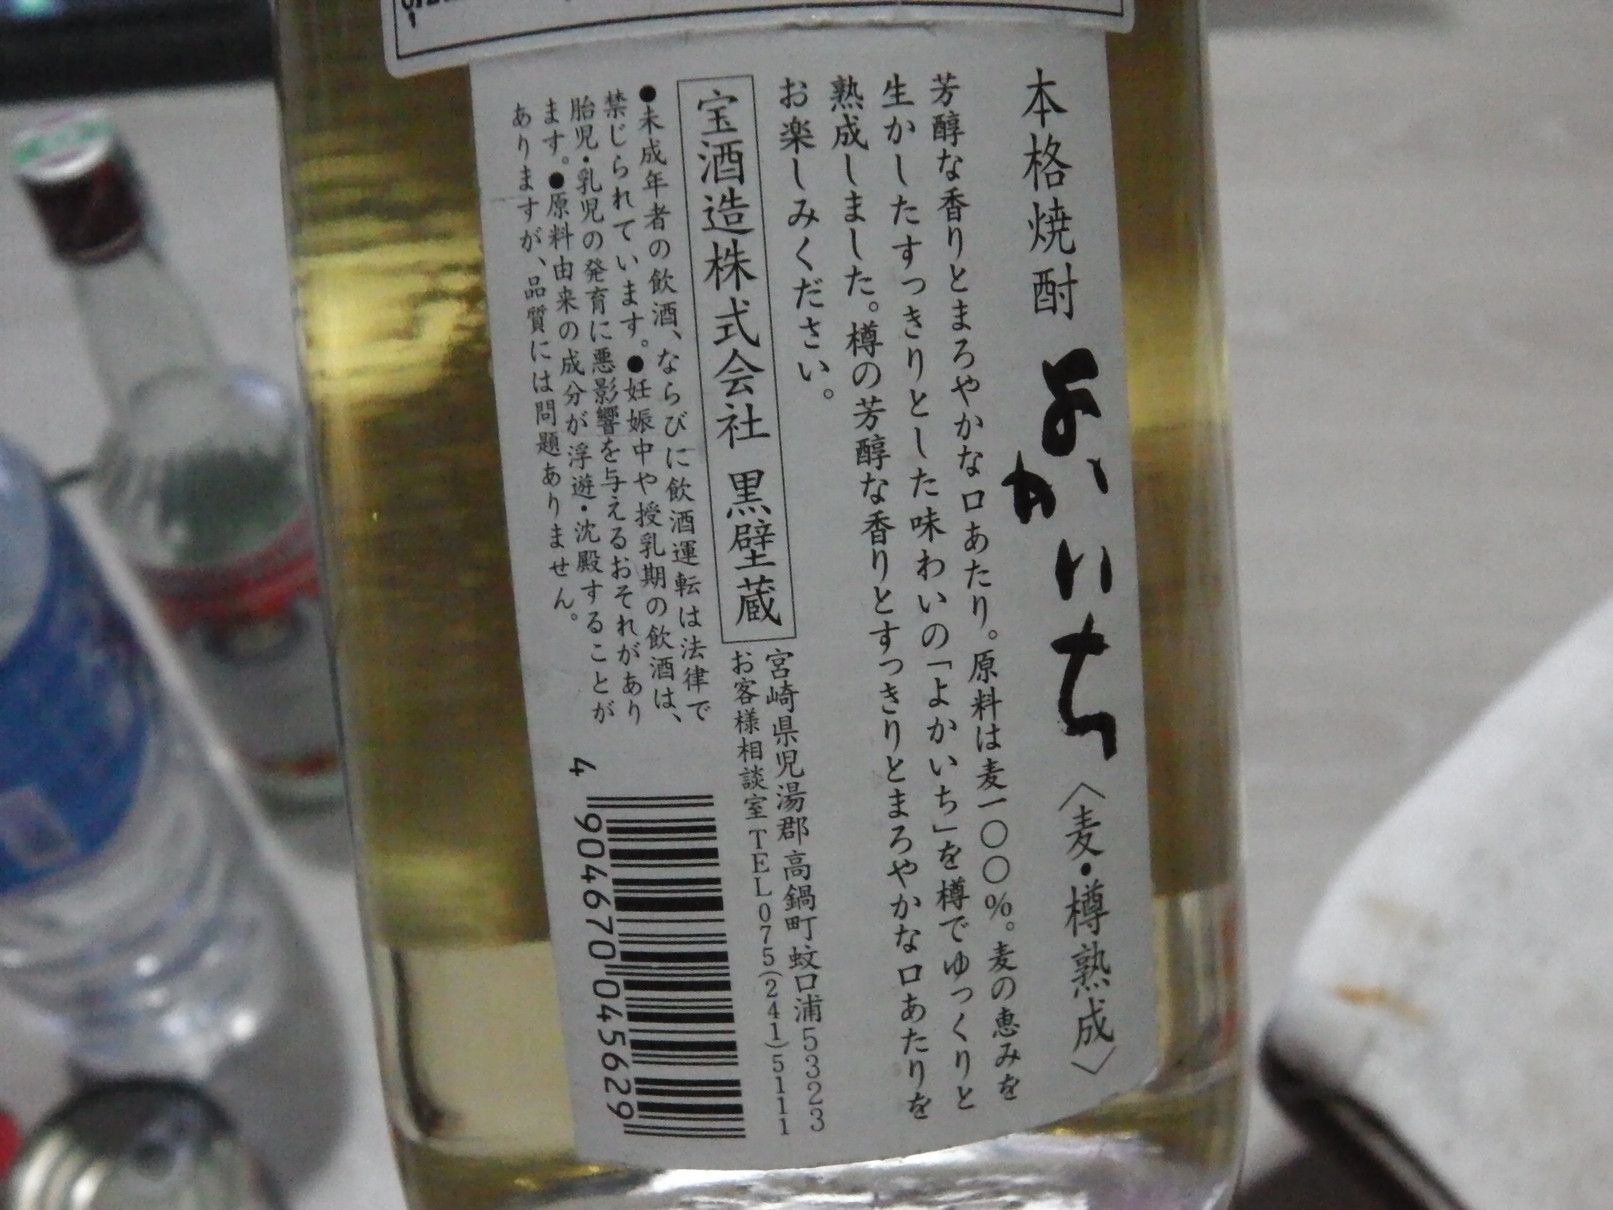 本格焼酎 よかいち〈麦・樽熟成〉
芳醇な香りとまろやかな口あたり。原料は麦一〇〇%。麦の恵みを
生かしたすっきりとした味わいの「よかいち」を樽でゆっくりと
熟成しました。樽の芳醇な香りとすっきりとまろやかな口あたりを
お楽しみください。
宝酒造株式会社 黒壁蔵
宮崎県児湯郡高鍋町蚊口浦5323
お客様相談室TEL075(241)5111
●未成年者の飲酒、ならびに飲酒運転は法律で
禁じられています。●妊娠中や授乳期の飲酒は、
胎児・乳児の発育に悪影響を与えるおそれがあり
ます。●原料由来の成分が浮遊・沈殿することが
ありますが、品質には問題ありません。
4 904670 045629